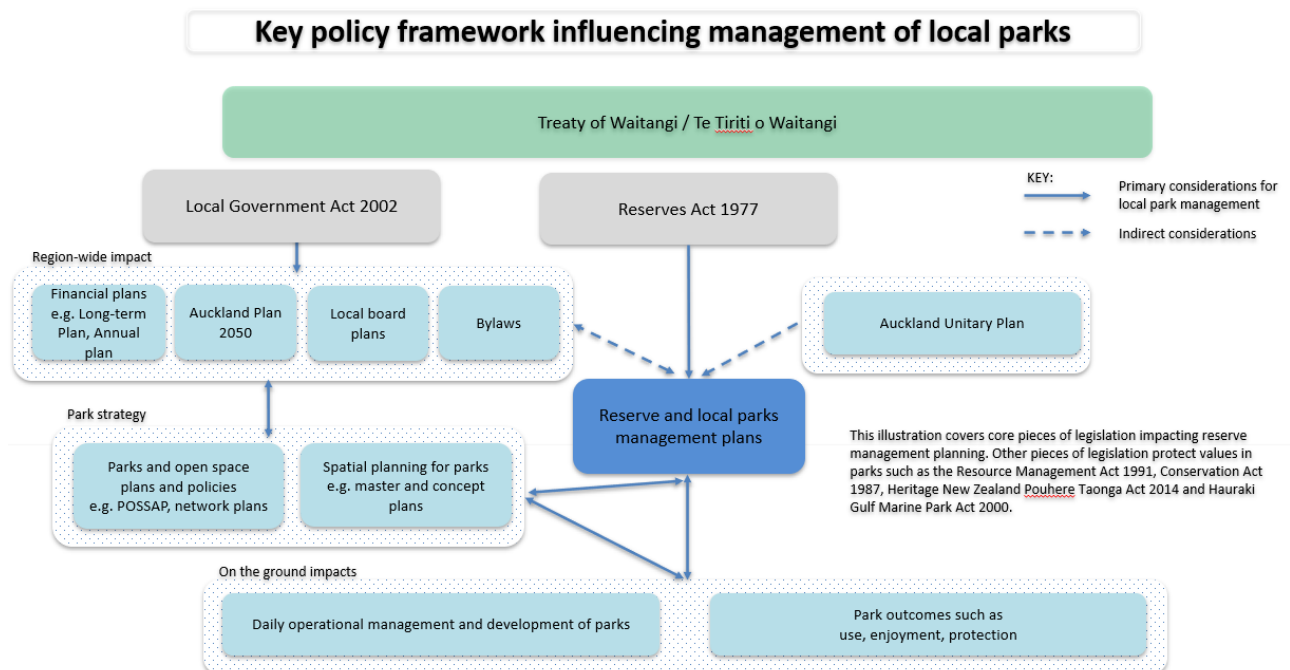 Key policy framework influencing management of local parks
Treaty of Waitangi / Te Tiriti o Waitangi
Local Government Act 2002
Reserves Act 1977
KEY:
Primary considerations for
local park management
Indirect considerations
Region-wide impact
Financial plans
e.g. Long-term
Plan, Annual
plan
Auckland Plan
2050
Local board
plans
Bylaws
Auckland Unitary Plan
Reserve and local parks
management plans
Park strategy
Parks and open space
plans and policies
e.g. POSSAP, network plans
Spatial planning for parks
e.g. master and concept
plans
This illustration covers core pieces of legislation impacting reserve
management planning. Other pieces of legislation protect values in
parks such as the Resource Management Act 1991, Conservation Act
1987, Heritage New Zealand Pouhere Taonga Act 2014 and Hauraki
Gulf Marine Park Act 2000.
On the ground impacts
Daily operational management and development of parks
Park outcomes such as
use, enjoyment, protection